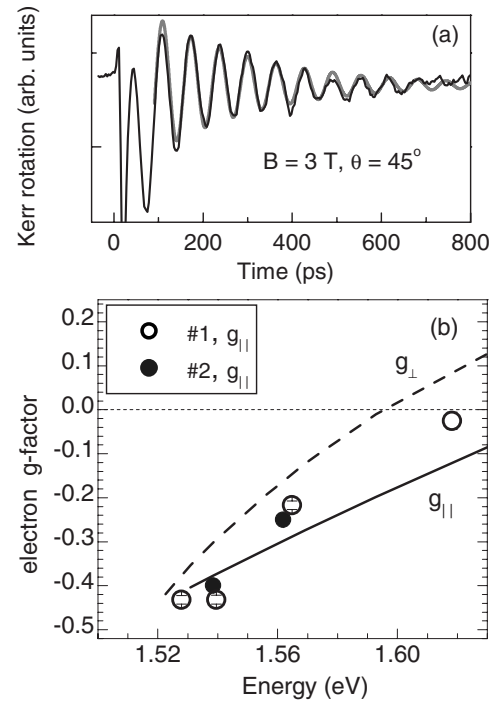 (a)
Kerr rotation (arb. units)
B = 3 T, θ = 45°
0 200 400 600 800
Time (ps)
(b)
#1, g||
#2, g||
g⊥
g||
0.2
0.1
0.0
-0.1
-0.2
-0.3
-0.4
-0.5
electron g-factor
1.52 1.56 1.60
Energy (eV)